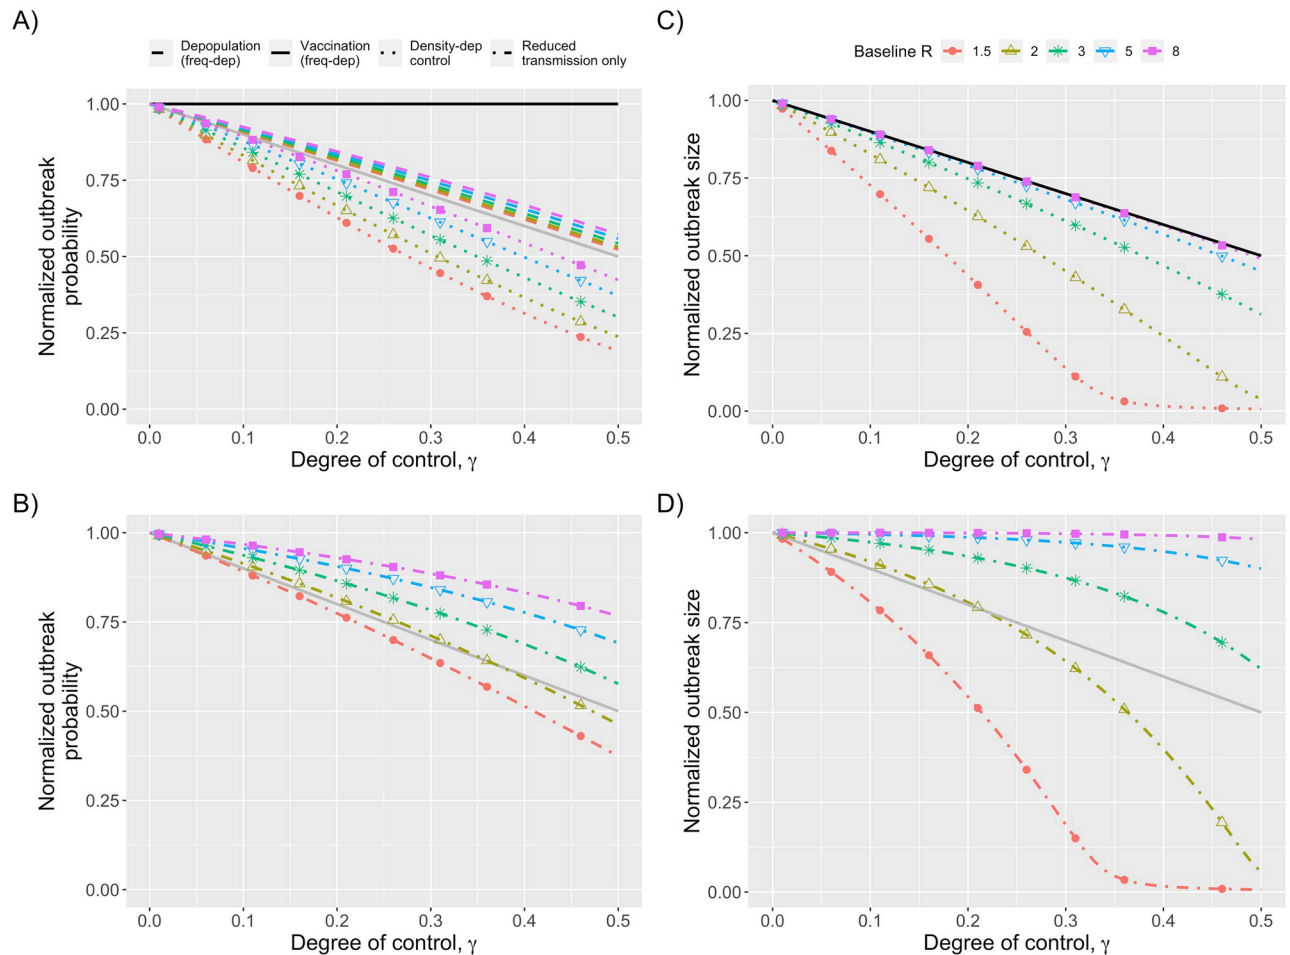 A)
Depopulation
(freq-dep)
Vaccination
(freq-dep)
Density-dep
control
Reduced
transmission only
Normalized outbreak
probability
1.00
0.75
0.50
0.25
0.00
0.0 0.1 0.2 0.3 0.4 0.5
Degree of control, γ
C)
Baseline R 1.5 2 3 5 8
Normalized outbreak size
1.00
0.75
0.50
0.25
0.00
0.0 0.1 0.2 0.3 0.4 0.5
Degree of control, γ
B)
Normalized outbreak
probability
1.00
0.75
0.50
0.25
0.00
0.0 0.1 0.2 0.3 0.4 0.5
Degree of control, γ
D)
Normalized outbreak size
1.00
0.75
0.50
0.25
0.00
0.0 0.1 0.2 0.3 0.4 0.5
Degree of control, γ